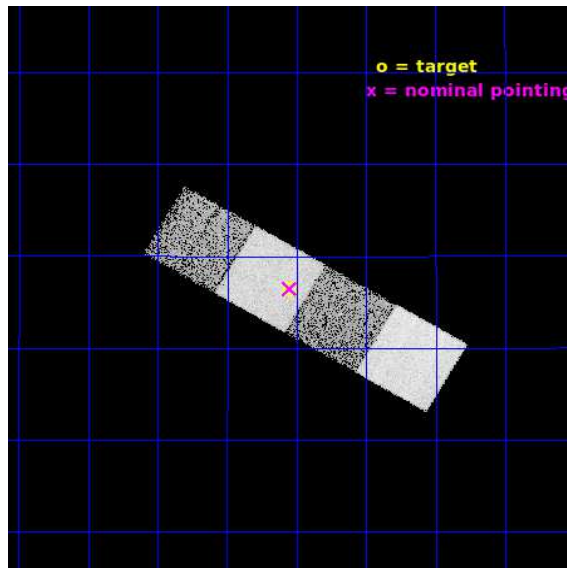 o = target
x = nominal pointing